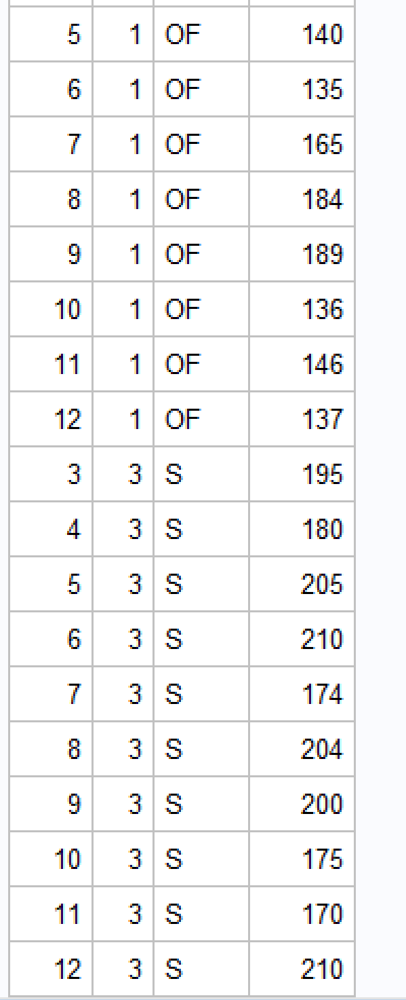 5 1 OF 140
6 1 OF 135
7 1 OF 165
8 1 OF 184
9 1 OF 189
10 1 OF 136
11 1 OF 146
12 1 OF 137
3 3 S 195
4 3 S 180
5 3 S 205
6 3 S 210
7 3 S 174
8 3 S 204
9 3 S 200
10 3 S 175
11 3 S 170
12 3 S 210